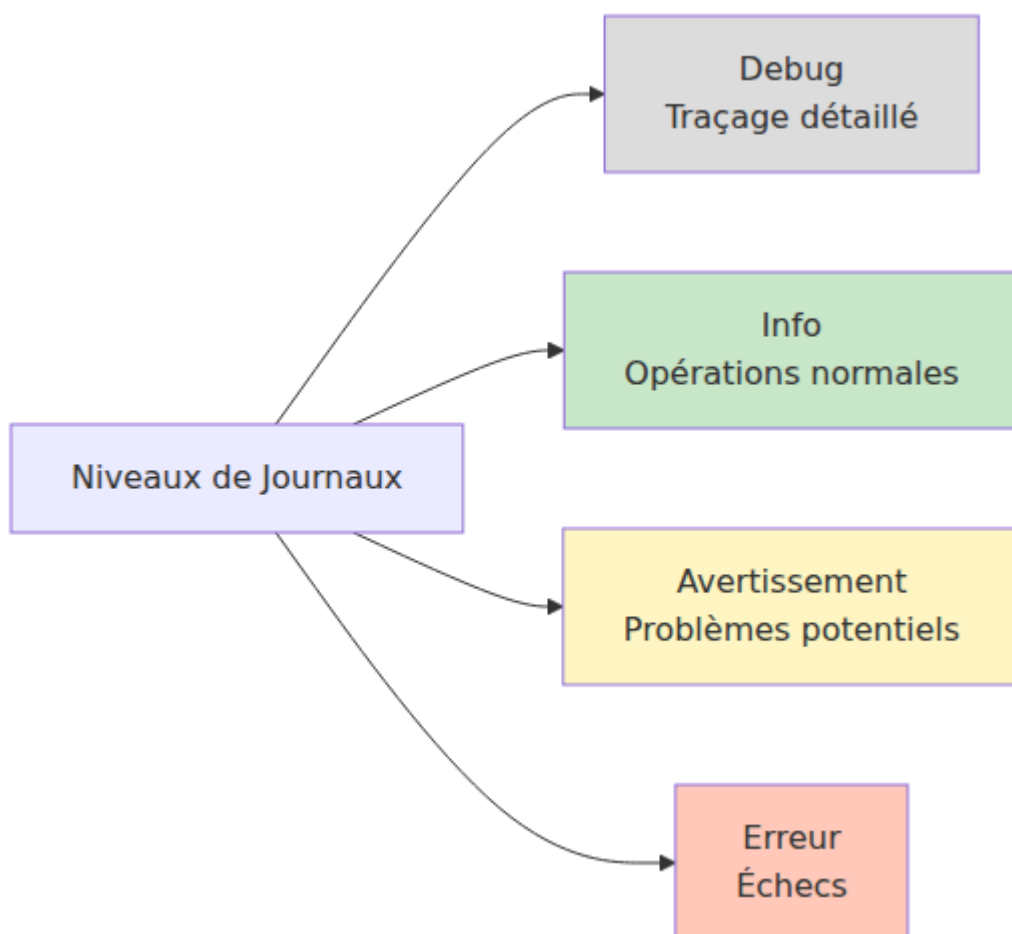 Debug
Traçage détaillé
Info
Opérations normales
Niveaux de Journaux
Avertissement
Problèmes potentiels
Erreur
Échecs